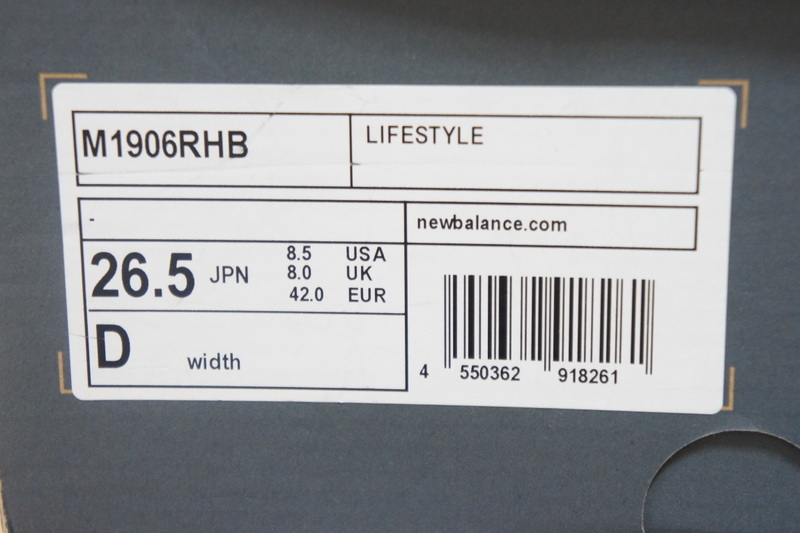 M1906RHB
LIFESTYLE
-
newbalance.com
26.5 JPN
8.5 USA
8.0 UK
42.0 EUR
D width
4 550362 918261